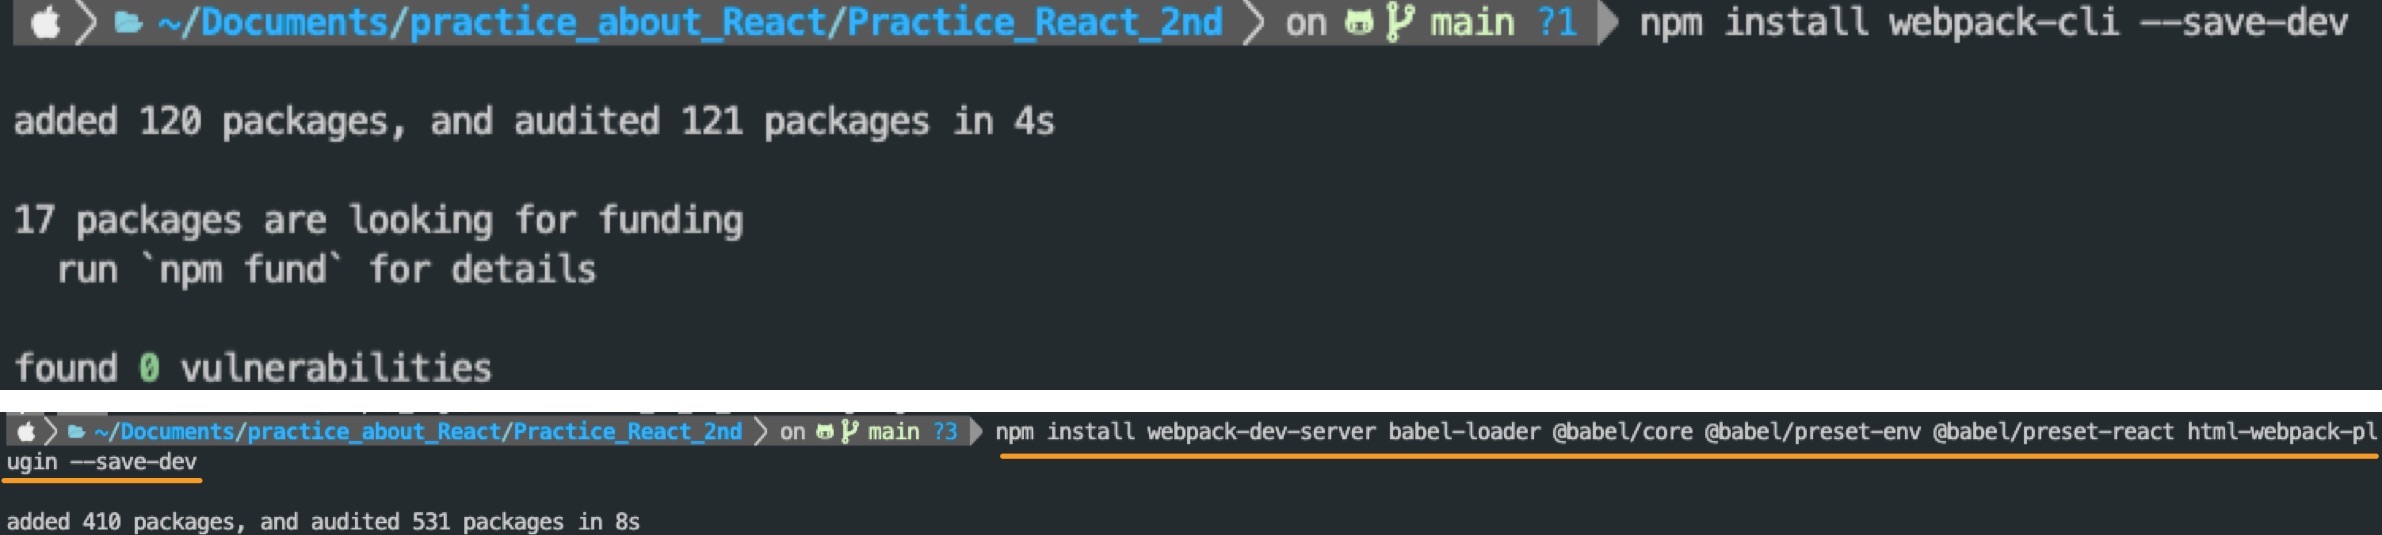 ~/Documents/practice_about_React/Practice_React_2nd on main ?1 npm install webpack-cli --save-dev
added 120 packages, and audited 121 packages in 4s
17 packages are looking for funding
run `npm fund` for details
found 0 vulnerabilities
~/Documents/practice_about_React/Practice_React_2nd on main ?3 npm install webpack-dev-server babel-loader @babel/core @babel/preset-env @babel/preset-react html-webpack-pl
ugin --save-dev
added 410 packages, and audited 531 packages in 8s